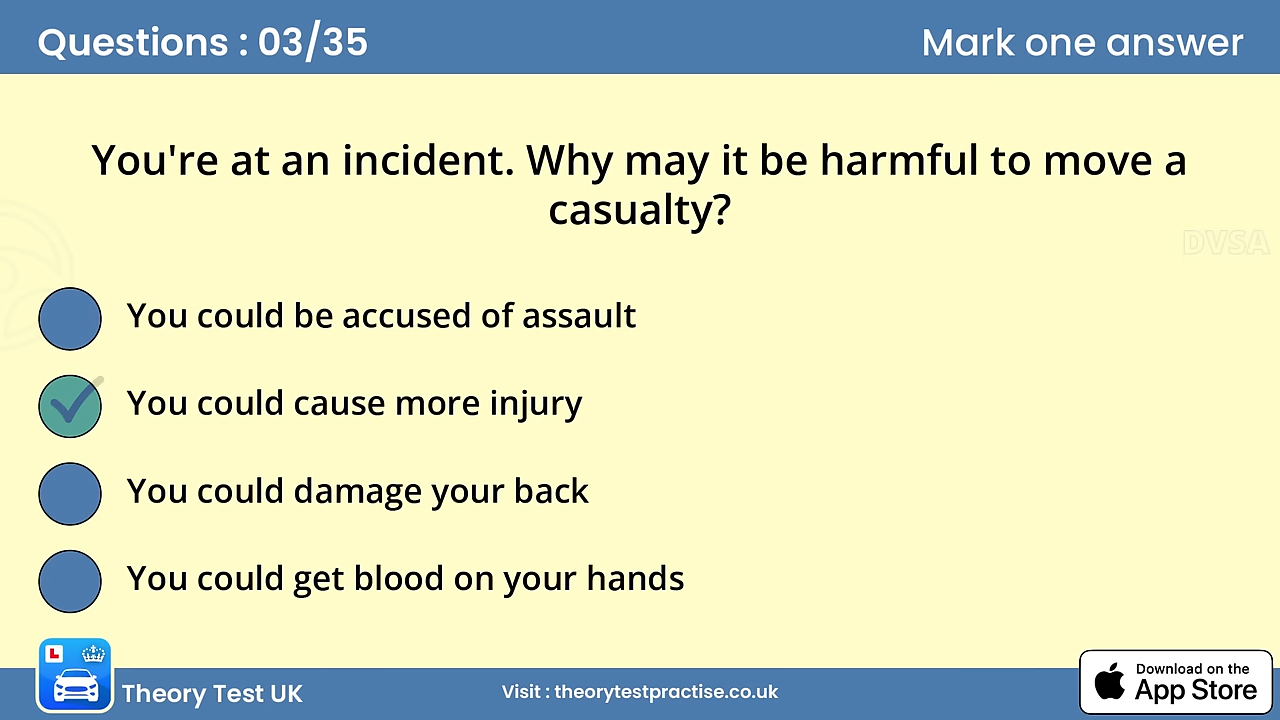 Questions : 03/35
Mark one answer
You're at an incident. Why may it be harmful to move a
casualty?
DVSA
You could be accused of assault
You could cause more injury
You could damage your back
You could get blood on your hands
L
Theory Test UK
Visit : theorytestpractise.co.uk
Download on the
App Store